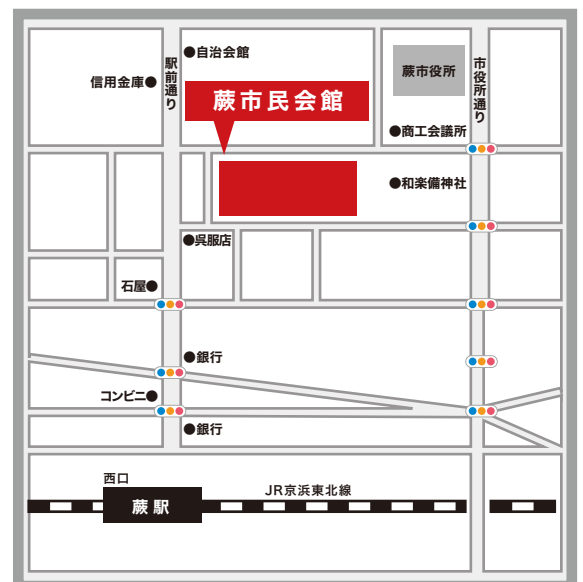 ●自治会館
駅前通り
信用金庫●
蕨市役所
市役所通り
蕨市民会館
●商工会議所
●和楽備神社
●呉服店
石屋●
●銀行
コンビニ●
●銀行
西口
JR京浜東北線
蕨駅